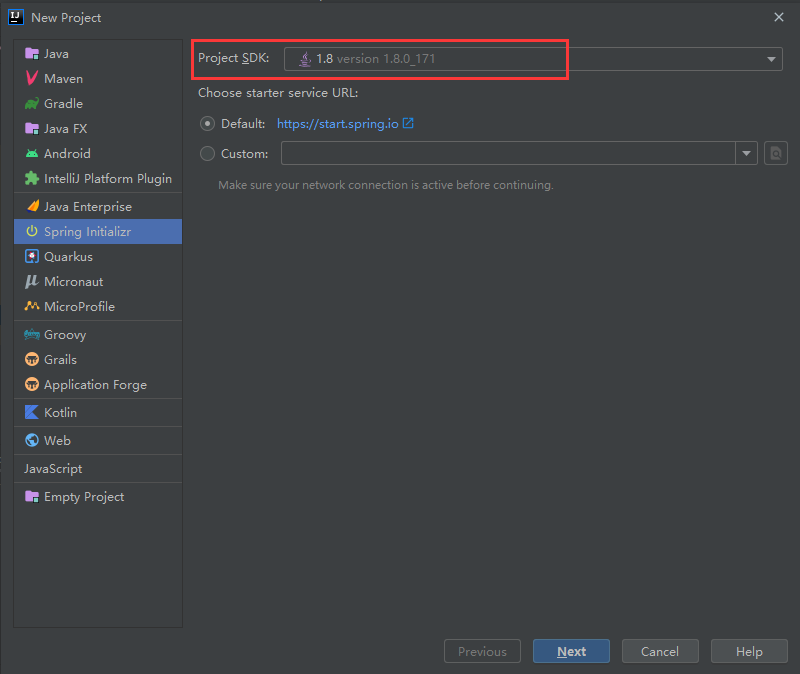 New Project
Java
Maven
Gradle
Java FX
Android
IntelliJ Platform Plugin
Java Enterprise
Spring Initializr
Quarkus
Micronaut
MicroProfile
Groovy
Grails
Application Forge
Kotlin
Web
JavaScript
Empty Project
Project SDK: 1.8 version 1.8.0_171
Choose starter service URL:
Default: https://start.spring.io
Custom:
Make sure your network connection is active before continuing.
Previous Next Cancel Help